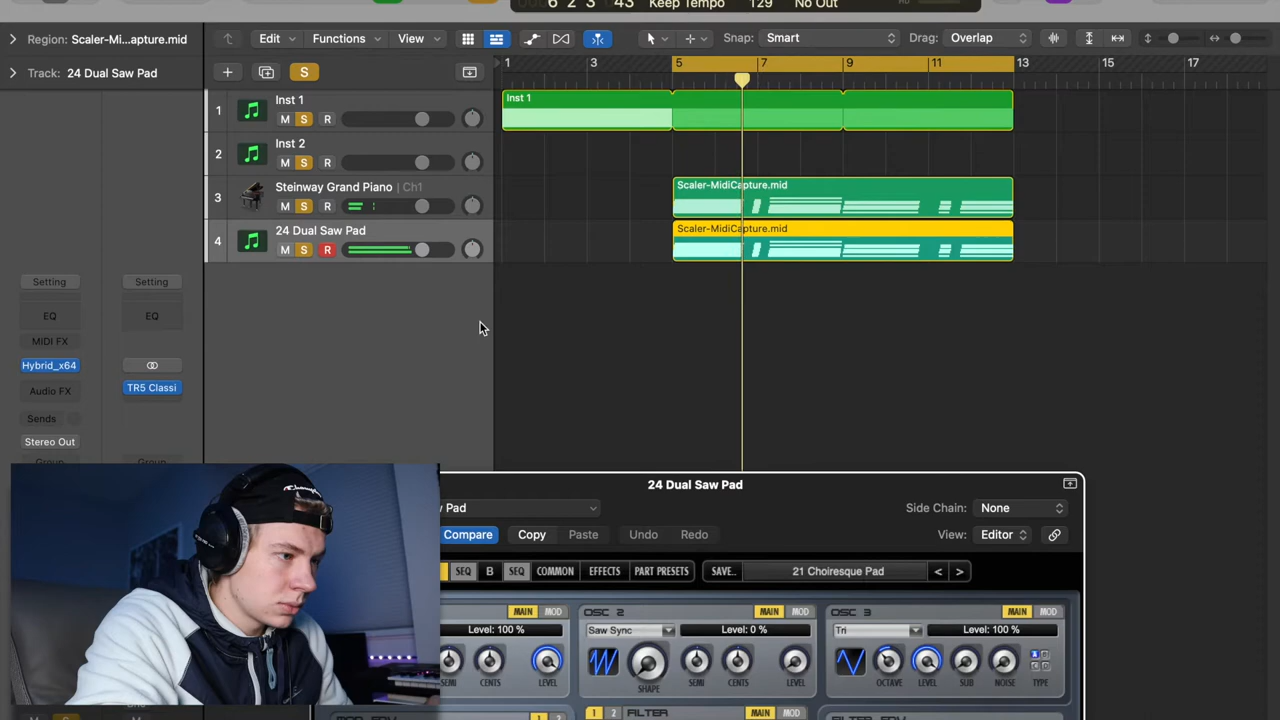 6 2 3 43 Keep Tempo 129 No Out
Region: Scaler-Mi...apture.mid Edit Functions View Snap: Smart Drag: Overlap
Track: 24 Dual Saw Pad S 1 3 5 7 9 11 13 15 17
1 Inst 1 M S R Inst 1
2 Inst 2 M S R
3 Steinway Grand Piano | Ch1 M S R Scaler-MidiCapture.mid
4 24 Dual Saw Pad M S R Scaler-MidiCapture.mid
Setting Setting
EQ EQ
MIDI FX
Hybrid_x64
Audio FX TR5 Classi
Sends
Stereo Out
Group Group
24 Dual Saw Pad
Pad Side Chain: None
Compare Copy Paste Undo Redo View: Editor
SEQ B SEQ COMMON EFFECTS PART PRESETS SAVE.. 21 Choiresque Pad < >
MAIN MOD OSC 2 MAIN MOD OSC 3 MAIN MOD
Level: 100 % Saw Sync Level: 0 % Tri Level: 100 %
SEMI CENTS LEVEL SHAPE SEMI CENTS LEVEL OCTAVE LEVEL SUB NOISE TYPE
1 2 FILTER MAIN MOD